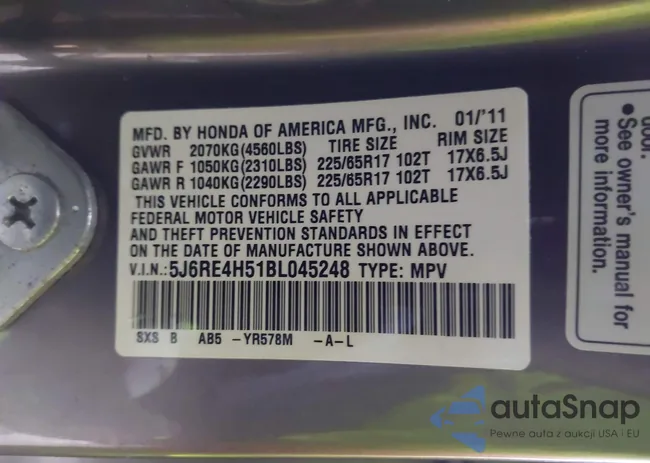 MFD. BY HONDA OF AMERICA MFG., INC. 01/'11
GVWR 2070KG(4560LBS) TIRE SIZE RIM SIZE
GAWR F 1050KG(2310LBS) 225/65R17 102T 17X6.5J
GAWR R 1040KG(2290LBS) 225/65R17 102T 17X6.5J
THIS VEHICLE CONFORMS TO ALL APPLICABLE
FEDERAL MOTOR VEHICLE SAFETY
AND THEFT PREVENTION STANDARDS IN EFFECT
ON THE DATE OF MANUFACTURE SHOWN ABOVE.
V.I.N.: 5J6RE4H51BL045248 TYPE: MPV
SXS B AB5 -YR578M -A-L
door.
• See owner's manual for
more information.
autaSnap
Pewne auta z aukcji USA i EU